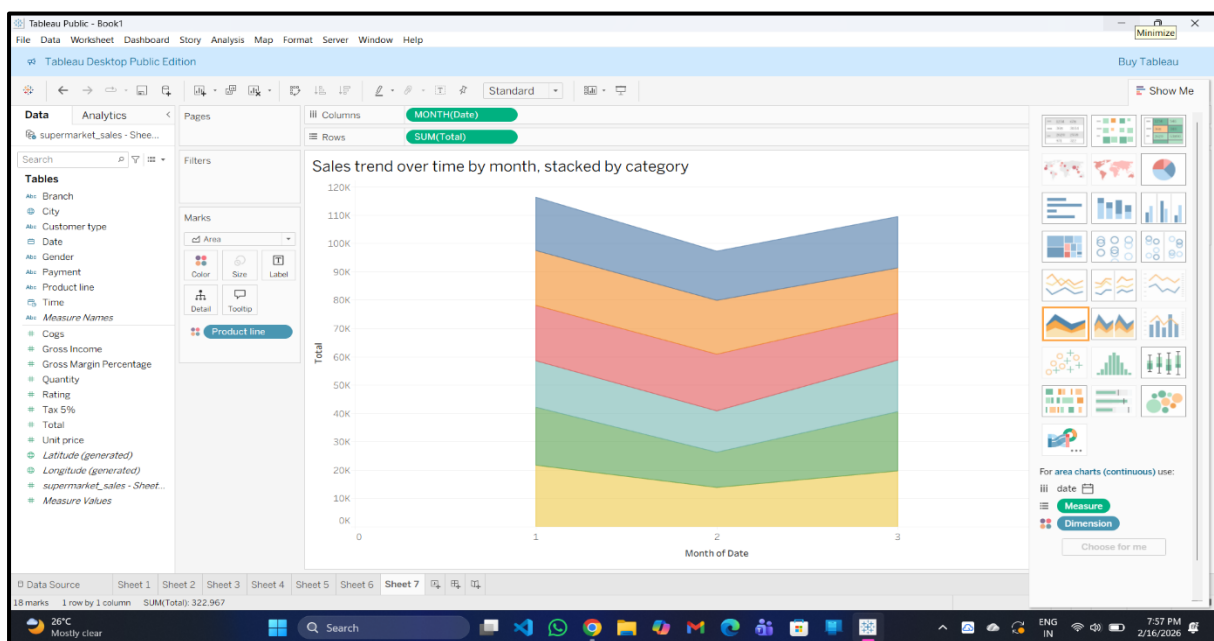 Tableau Public - Book1
Minimize
File Data Worksheet Dashboard Story Analysis Map Format Server Window Help
Tableau Desktop Public Edition
Buy Tableau
Standard
Show Me
Data Analytics
Pages
Columns MONTH(Date)
supermarket_sales - Shee...
Rows SUM(Total)
Search
Filters
Sales trend over time by month, stacked by category
Tables
Abc Branch
City
Abc Customer type
Date
Abc Gender
Abc Payment
Abc Product line
Time
Abc Measure Names
# Cogs
# Gross Income
# Gross Margin Percentage
# Quantity
# Rating
# Tax 5%
# Total
# Unit price
Latitude (generated)
Longitude (generated)
# supermarket_sales - Sheet...
# Measure Values
Marks
Area
Color Size Label
Detail Tooltip
Product line
120K
110K
100K
90K
80K
70K
60K
50K
40K
30K
20K
10K
0K
Total
0 1 2 3
Month of Date
For area charts (continuous) use:
date
Measure
Dimension
Choose for me
Data Source Sheet 1 Sheet 2 Sheet 3 Sheet 4 Sheet 5 Sheet 6 Sheet 7
18 marks 1 row by 1 column SUM(Total): 322,967
26°C
Mostly clear
Search
ENG
IN
7:57 PM
2/16/2026